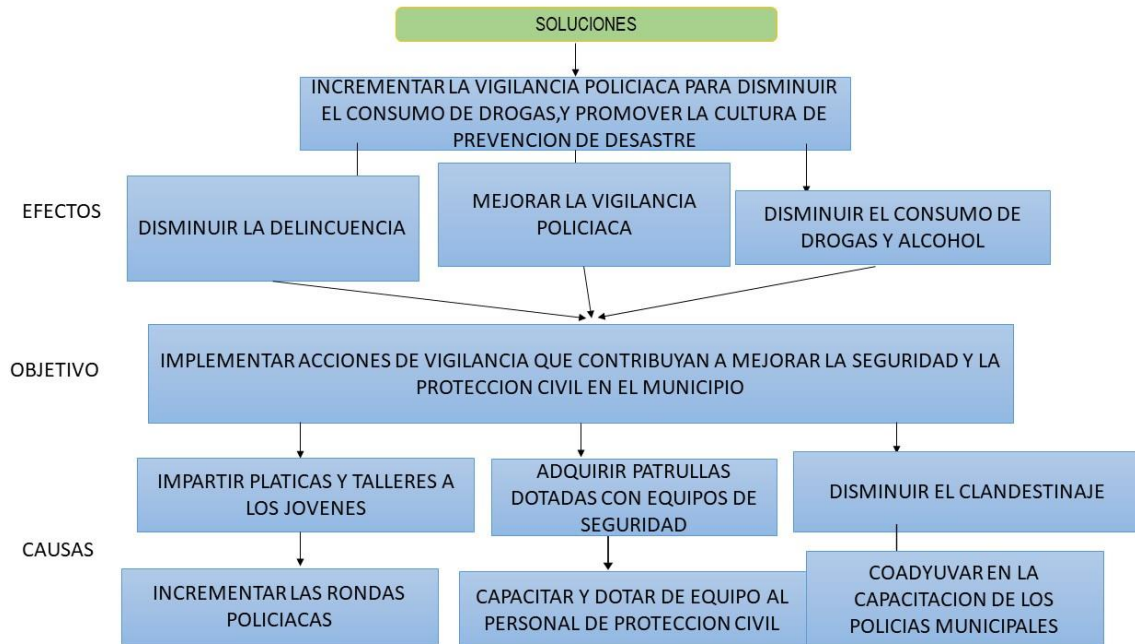 SOLUCIONES
INCREMENTAR LA VIGILANCIA POLICIACA PARA DISMINUIR
EL CONSUMO DE DROGAS,Y PROMOVER LA CULTURA DE
PREVENCION DE DESASTRE
EFECTOS
DISMINUIR LA DELINCUENCIA
MEJORAR LA VIGILANCIA
POLICIACA
DISMINUIR EL CONSUMO DE
DROGAS Y ALCOHOL
OBJETIVO
IMPLEMENTAR ACCIONES DE VIGILANCIA QUE CONTRIBUYAN A MEJORAR LA SEGURIDAD Y LA
PROTECCION CIVIL EN EL MUNICIPIO
IMPARTIR PLATICAS Y TALLERES A
LOS JOVENES
ADQUIRIR PATRULLAS
DOTADAS CON EQUIPOS DE
SEGURIDAD
DISMINUIR EL CLANDESTINAJE
CAUSAS
INCREMENTAR LAS RONDAS
POLICIACAS
CAPACITAR Y DOTAR DE EQUIPO AL
PERSONAL DE PROTECCION CIVIL
COADYUVAR EN LA
CAPACITACION DE LOS
POLICIAS MUNICIPALES